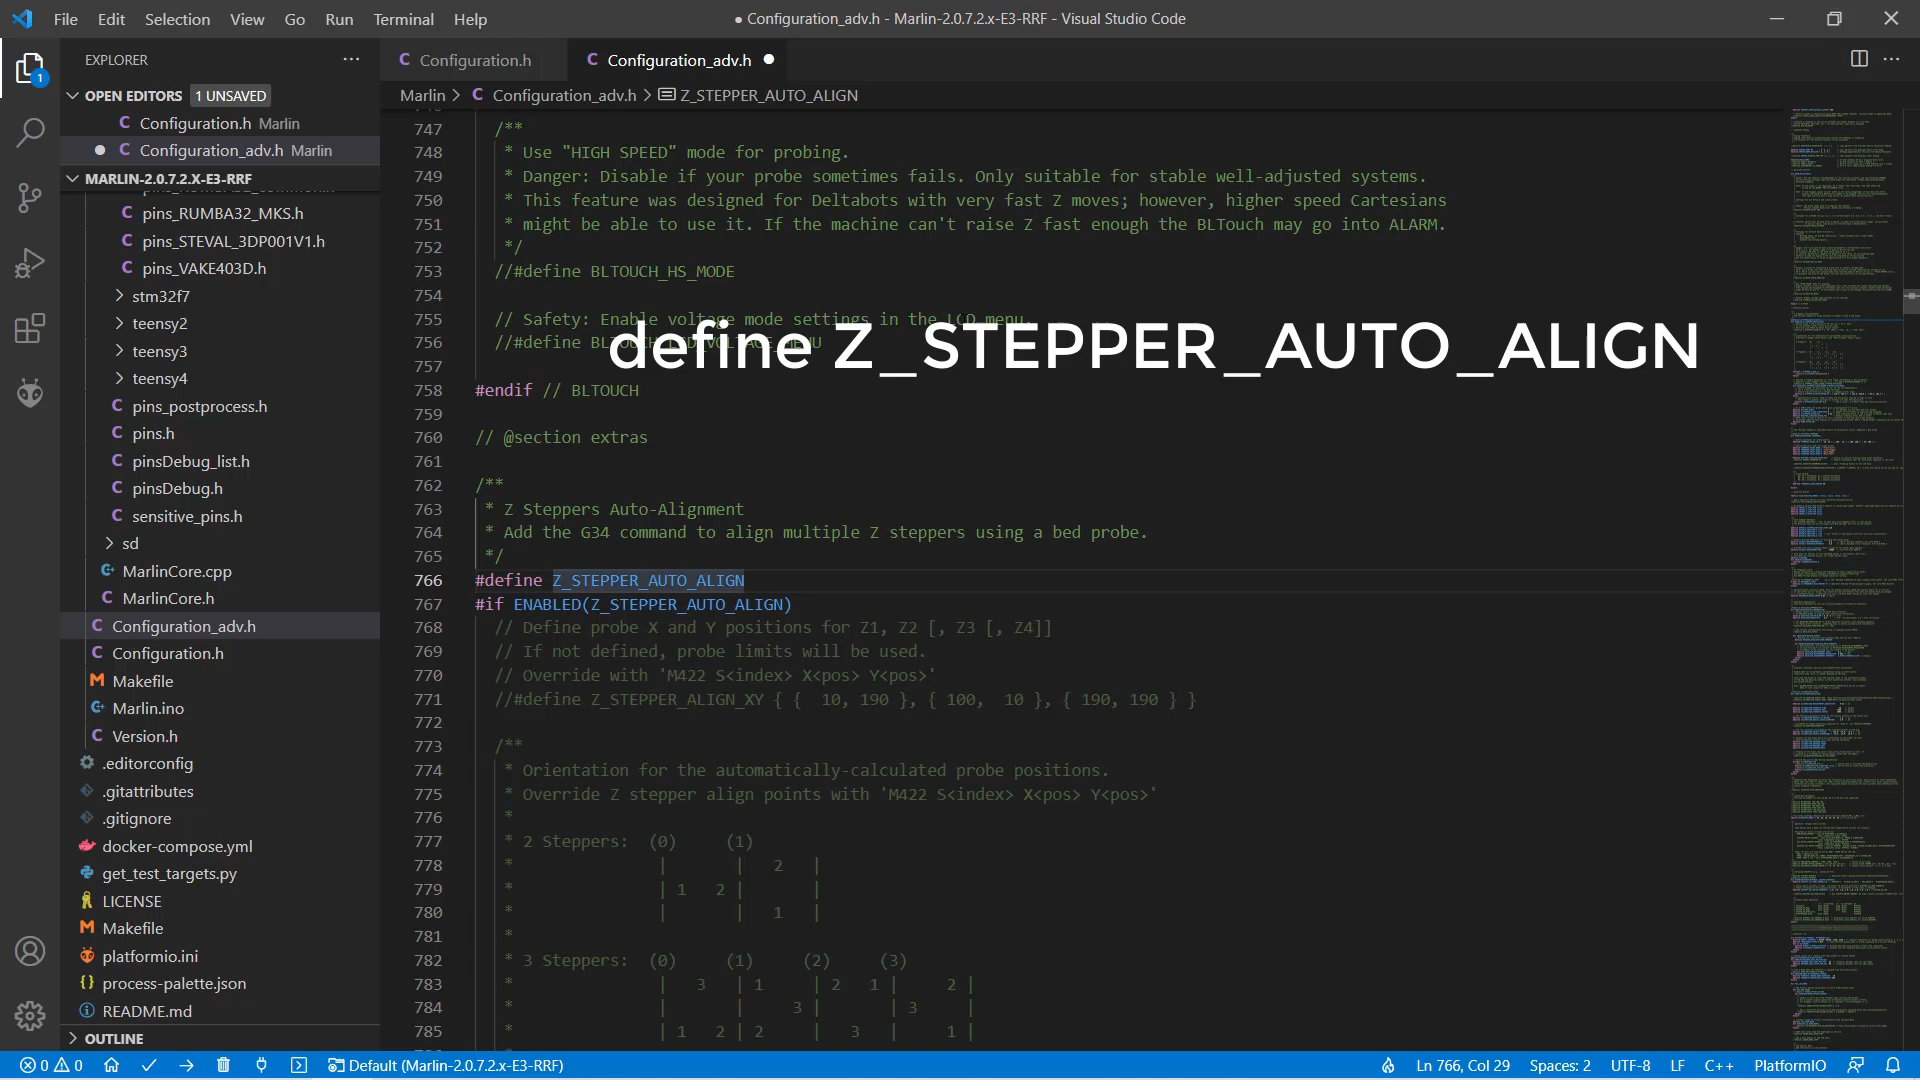 File Edit Selection View Go Run Terminal Help
● Configuration_adv.h - Marlin-2.0.7.2.x-E3-RRF - Visual Studio Code
EXPLORER
Configuration.h
Configuration_adv.h
OPEN EDITORS 1 UNSAVED
Marlin > Configuration_adv.h > Z_STEPPER_AUTO_ALIGN
Configuration.h Marlin
Configuration_adv.h Marlin
MARLIN-2.0.7.2.X-E3-RRF
pins_RUMBA32_MKS.h
pins_STEVAL_3DP001V1.h
pins_VAKE403D.h
stm32f7
teensy2
teensy3
teensy4
pins_postprocess.h
pins.h
pinsDebug_list.h
pinsDebug.h
sensitive_pins.h
sd
MarlinCore.cpp
MarlinCore.h
Configuration_adv.h
Configuration.h
Makefile
Marlin.ino
Version.h
.editorconfig
.gitattributes
.gitignore
docker-compose.yml
get_test_targets.py
LICENSE
Makefile
platformio.ini
process-palette.json
README.md
OUTLINE
747 /**
748 * Use "HIGH SPEED" mode for probing.
749 * Danger: Disable if your probe sometimes fails. Only suitable for stable well-adjusted systems.
750 * This feature was designed for Deltabots with very fast Z moves; however, higher speed Cartesians
751 * might be able to use it. If the machine can't raise Z fast enough the BLTouch may go into ALARM.
752 */
753 //#define BLTOUCH_HS_MODE
754
755 // Safety: Enable voltage mode settings in the LCD menu.
define Z_STEPPER_AUTO_ALIGN
756 //#define BLTOUCH_LCD_VOLTAGE_MENU
757
758 #endif // BLTOUCH
759
760 // @section extras
761
762 /**
763 * Z Steppers Auto-Alignment
764 * Add the G34 command to align multiple Z steppers using a bed probe.
765 */
766 #define Z_STEPPER_AUTO_ALIGN
767 #if ENABLED(Z_STEPPER_AUTO_ALIGN)
768 // Define probe X and Y positions for Z1, Z2 [, Z3 [, Z4]]
769 // If not defined, probe limits will be used.
770 // Override with 'M422 S<index> X<pos> Y<pos>'
771 //#define Z_STEPPER_ALIGN_XY { { 10, 190 }, { 100, 10 }, { 190, 190 } }
772
773 /**
774 * Orientation for the automatically-calculated probe positions.
775 * Override Z stepper align points with 'M422 S<index> X<pos> Y<pos>'
776 *
777 * 2 Steppers: (0) (1)
778 * | | 2 |
779 * | 1 2 | |
780 * | | 1 |
781 *
782 * 3 Steppers: (0) (1) (2) (3)
783 * | 3 | 1 | 2 1 | 2 |
784 * | | 3 | | 3 |
785 * | 1 2 | 2 | 3 | 1 |
0 0 Default (Marlin-2.0.7.2.x-E3-RRF) Ln 766, Col 29 Spaces: 2 UTF-8 LF C++ PlatformIO